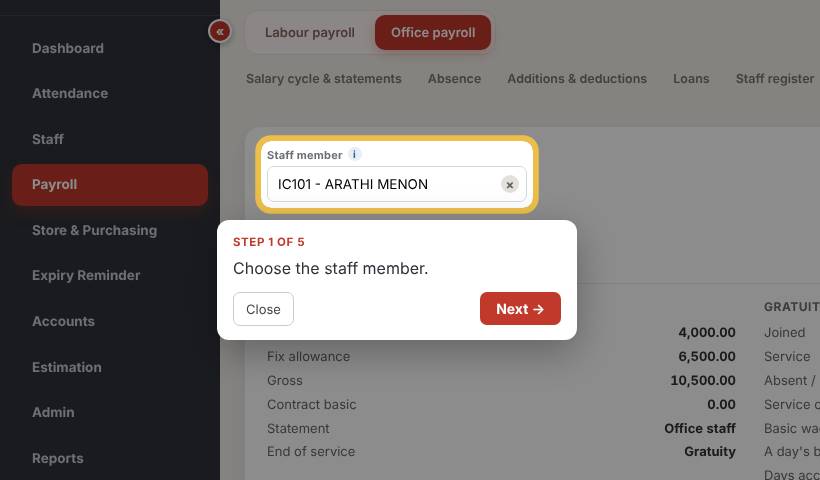 «
Labour payroll
Office payroll
Salary cycle & statements
Absence
Additions & deductions
Loans
Staff register
Dashboard
Attendance
Staff
Payroll
Store & Purchasing
Expiry Reminder
Accounts
Estimation
Admin
Reports
Staff member i
IC101 - ARATHI MENON ×
STEP 1 OF 5
Choose the staff member.
Close
Next →
4,000.00
Fix allowance 6,500.00
Gross 10,500.00
Contract basic 0.00
Statement Office staff
End of service Gratuity
Joined
Service
Absent /
Service
Basic
A day's
Days